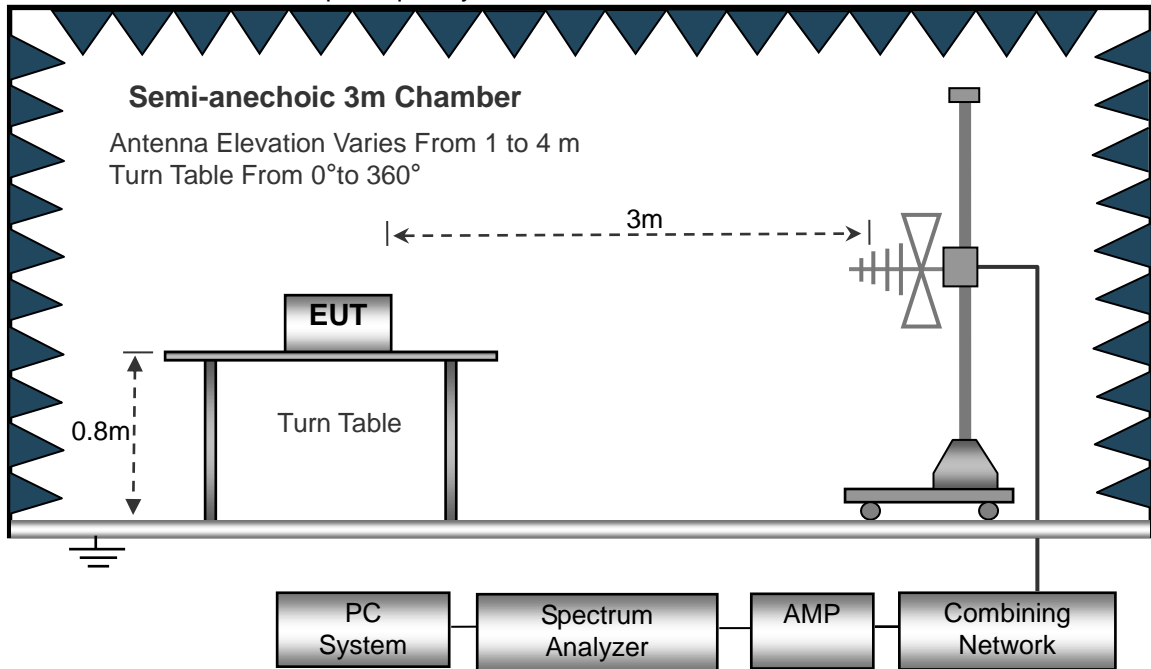 Semi-anechoic 3m Chamber
Antenna Elevation Varies From 1 to 4 m
Turn Table From 0°to 360°
3m
EUT
0.8m
Turn Table
PC
System
Spectrum
Analyzer
AMP
Combining
Network